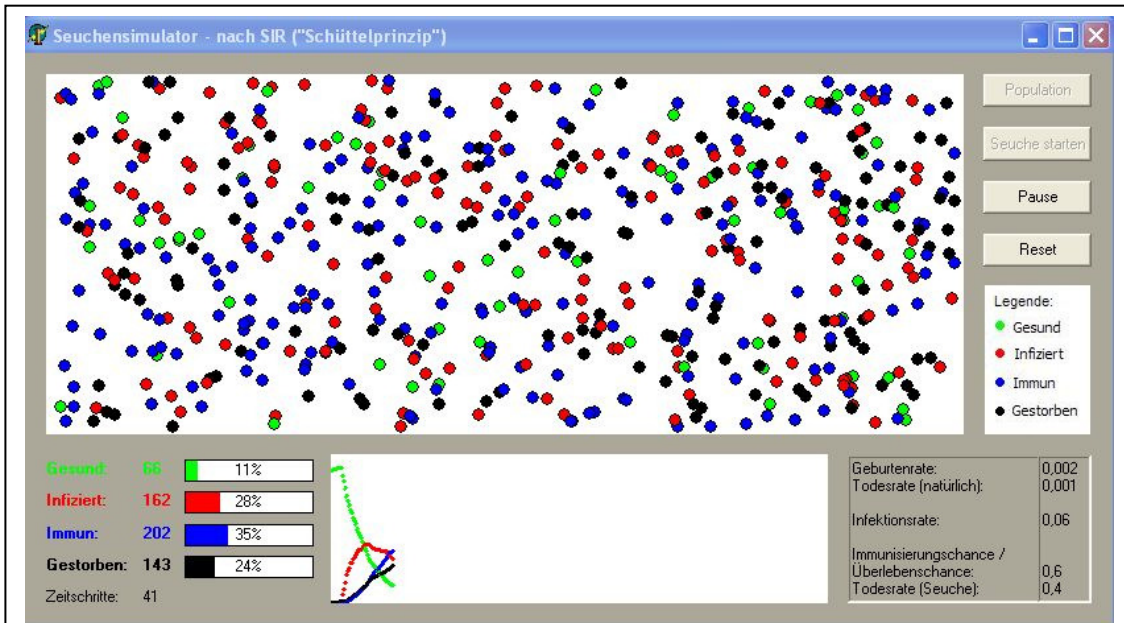 Seuchensimulator - nach SIR ("Schüttelprinzip")
Population
Seuche starten
Pause
Reset
Legende:
Gesund
Infiziert
Immun
Gestorben
Gesund: 66 11%
Infiziert: 162 28%
Immun: 202 35%
Gestorben: 143 24%
Zeitschritte: 41
Geburtenrate: 0,002
Todesrate (natürlich): 0,001
Infektionsrate: 0,06
Immunisierungschance /
Überlebenschance: 0,6
Todesrate (Seuche): 0,4